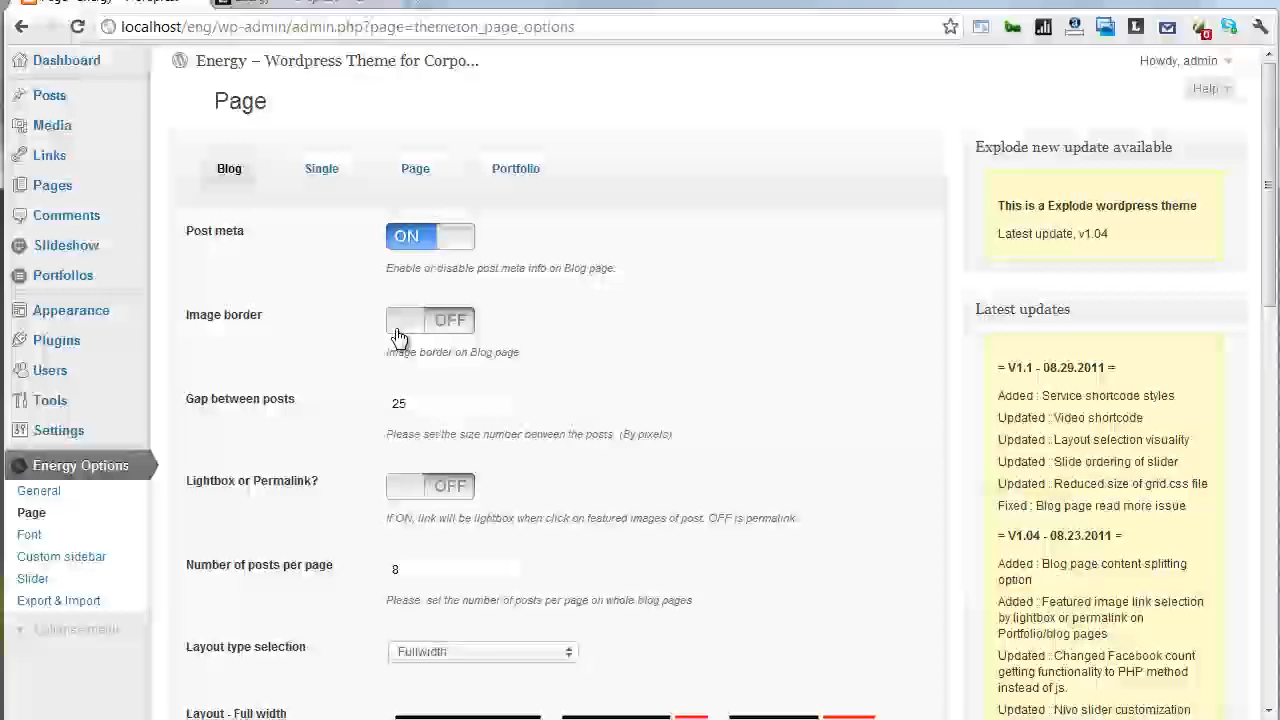 localhost/eng/wp-admin/admin.php?page=themeron_page_options
Energy – Wordpress Theme for Corpo...
Howdy, admin
Help
Dashboard
Posts
Media
Links
Pages
Comments
Slideshow
Portfolios
Appearance
Plugins
Users
Tools
Settings
Energy Options
General
Page
Font
Custom sidebar
Slider
Export & Import
Page
Blog
Single
Page
Portfolio
Post meta
ON
Enable or disable post meta info on Blog page.
Image border
OFF
Image border on Blog page
Gap between posts
25
Please set the size number between the posts (By pixels)
Lightbox or Permalink?
OFF
If ON, link will be lightbox when click on featured images of post. OFF is permalink.
Number of posts per page
8
Please set the number of posts per page on whole blog pages
Layout type selection
Fullwidth
Layout - Full width
Explode new update available
This is a Explode wordpress theme
Latest update, v1.04
Latest updates
= V1.1 - 08.29.2011 =
Added : Service shortcode styles
Updated : Video shortcode
Updated : Layout selection visuality
Updated : Slide ordering of slider
Updated : Reduced size of grid.css file
Fixed : Blog page read more issue
= V1.04 - 08.23.2011 =
Added : Blog page content splitting
option
Added : Featured image link selection
by lightbox or permalink on
Portfolio/blog pages
Updated : Changed Facebook count
getting functionality to PHP method
instead of js.
Updated : Nivo slider customization